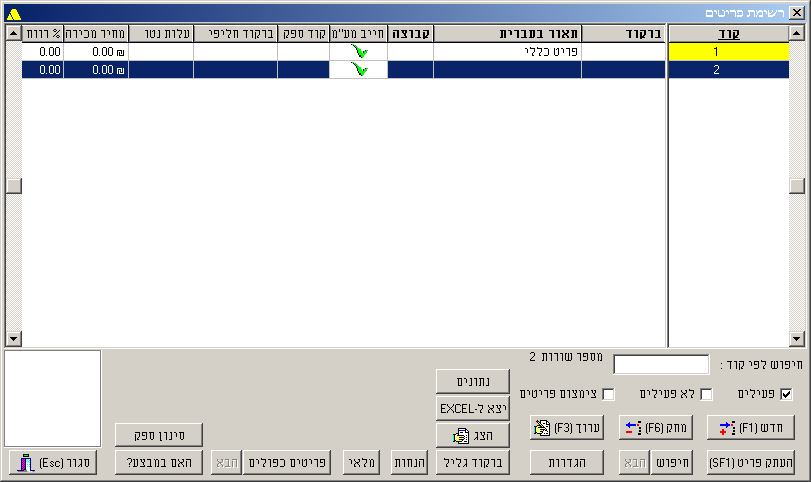 רשימת פריטים
קוד ברקוד תאור בעברית קבוצה חייב מע"מ קוד ספק ברקוד חליפי עלות נטו מחיר מכירה % רווח
1 פריט כללי 0.00 ₪ 0.00
2 0.00 ₪ 0.00
חיפוש לפי קוד : מספר שורות 2
פעילים לא פעילים צימצום פריטים
נתונים
יצא ל-EXCEL
חדש (F1) מחק (F6) ערוך (F3) הצג סינון ספק
העתק פריט (SF1) חיפוש הבא הגדרות ברקוד גליל הנחות מלאי פריטים כפולים הבא האם במבצע? סגור (Esc)